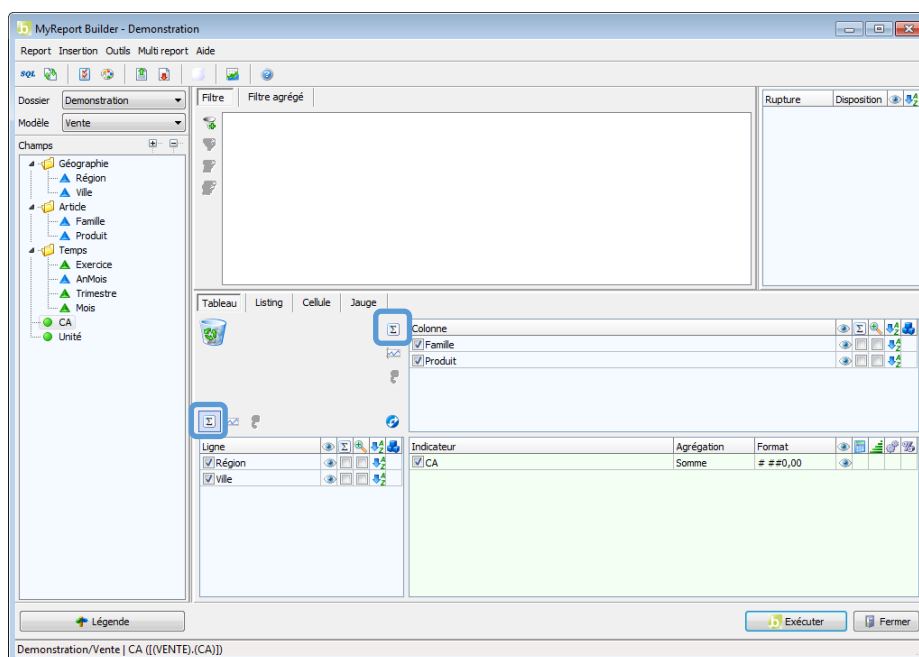 MyReport Builder - Demonstration
Report Insertion Outils Multi report Aide
SQL
Dossier Demonstration
Modèle Vente
Champs
Géographie
Région
Ville
Article
Famille
Produit
Temps
Exercice
AnMois
Trimestre
Mois
CA
Unité
Filtre Filtre agrégé
Rupture Disposition
Tableau Listing Cellule Jauge
Σ
Colonne Σ
Famille
Produit
Σ
Ligne Σ
Région
Ville
Indicateur Agrégation Format
CA Somme # ##0,00
Légende
Exécuter Fermer
Demonstration/Vente | CA ([(VENTE).(CA)])